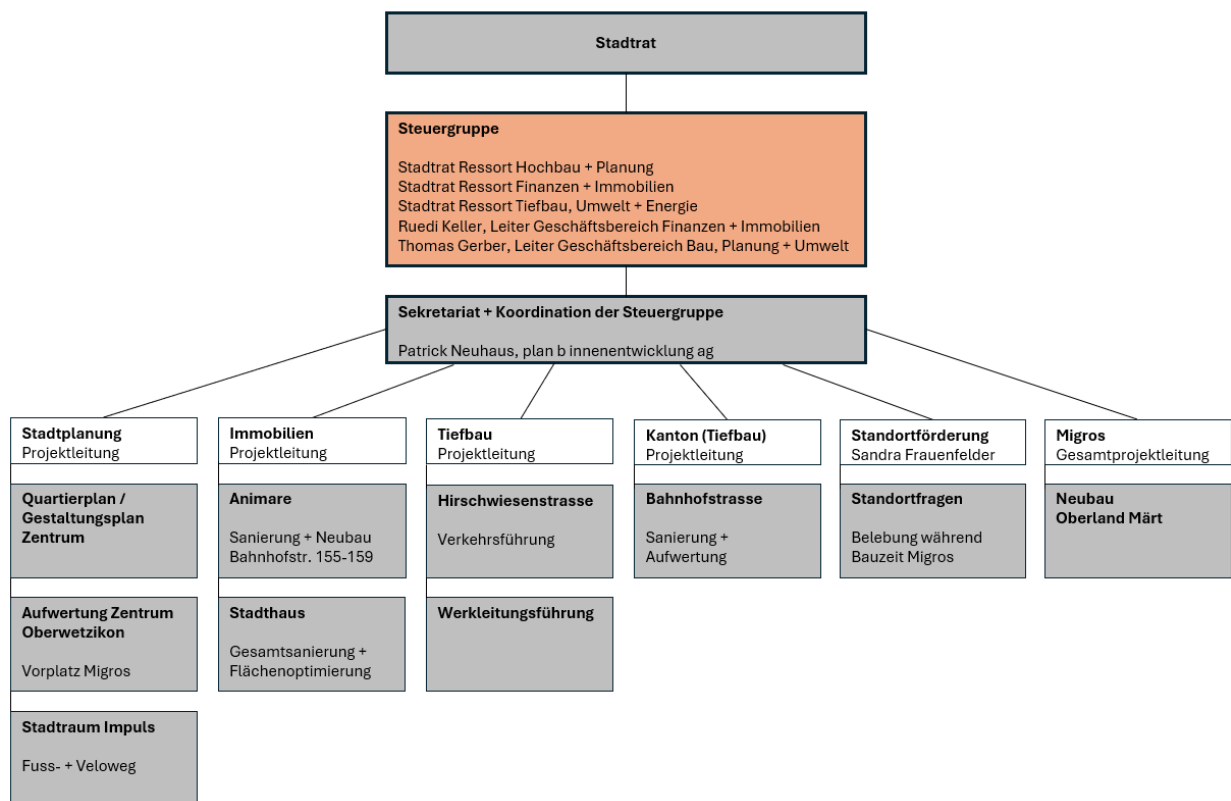 Stadtrat
Steuergruppe
Stadtrat Ressort Hochbau + Planung
Stadtrat Ressort Finanzen + Immobilien
Stadtrat Ressort Tiefbau, Umwelt + Energie
Ruedi Keller, Leiter Geschäftsbereich Finanzen + Immobilien
Thomas Gerber, Leiter Geschäftsbereich Bau, Planung + Umwelt
Sekretariat + Koordination der Steuergruppe
Patrick Neuhaus, plan b innenentwicklung ag
Stadtplanung
Projektleitung
Quartierplan /
Gestaltungsplan
Zentrum
Aufwertung Zentrum
Oberwetzikon
Vorplatz Migros
Stadtraum Impuls
Fuss- + Veloweg
Immobilien
Projektleitung
Animare
Sanierung + Neubau
Bahnhofstr. 155-159
Stadthaus
Gesamtsanierung +
Flächenoptimierung
Tiefbau
Projektleitung
Hirschwiesenstrasse
Verkehrsführung
Werkleitungsführung
Kanton (Tiefbau)
Projektleitung
Bahnhofstrasse
Sanierung +
Aufwertung
Standortförderung
Sandra Frauenfelder
Standortfragen
Belebung während
Bauzeit Migros
Migros
Gesamtprojektleitung
Neubau
Oberland Märt